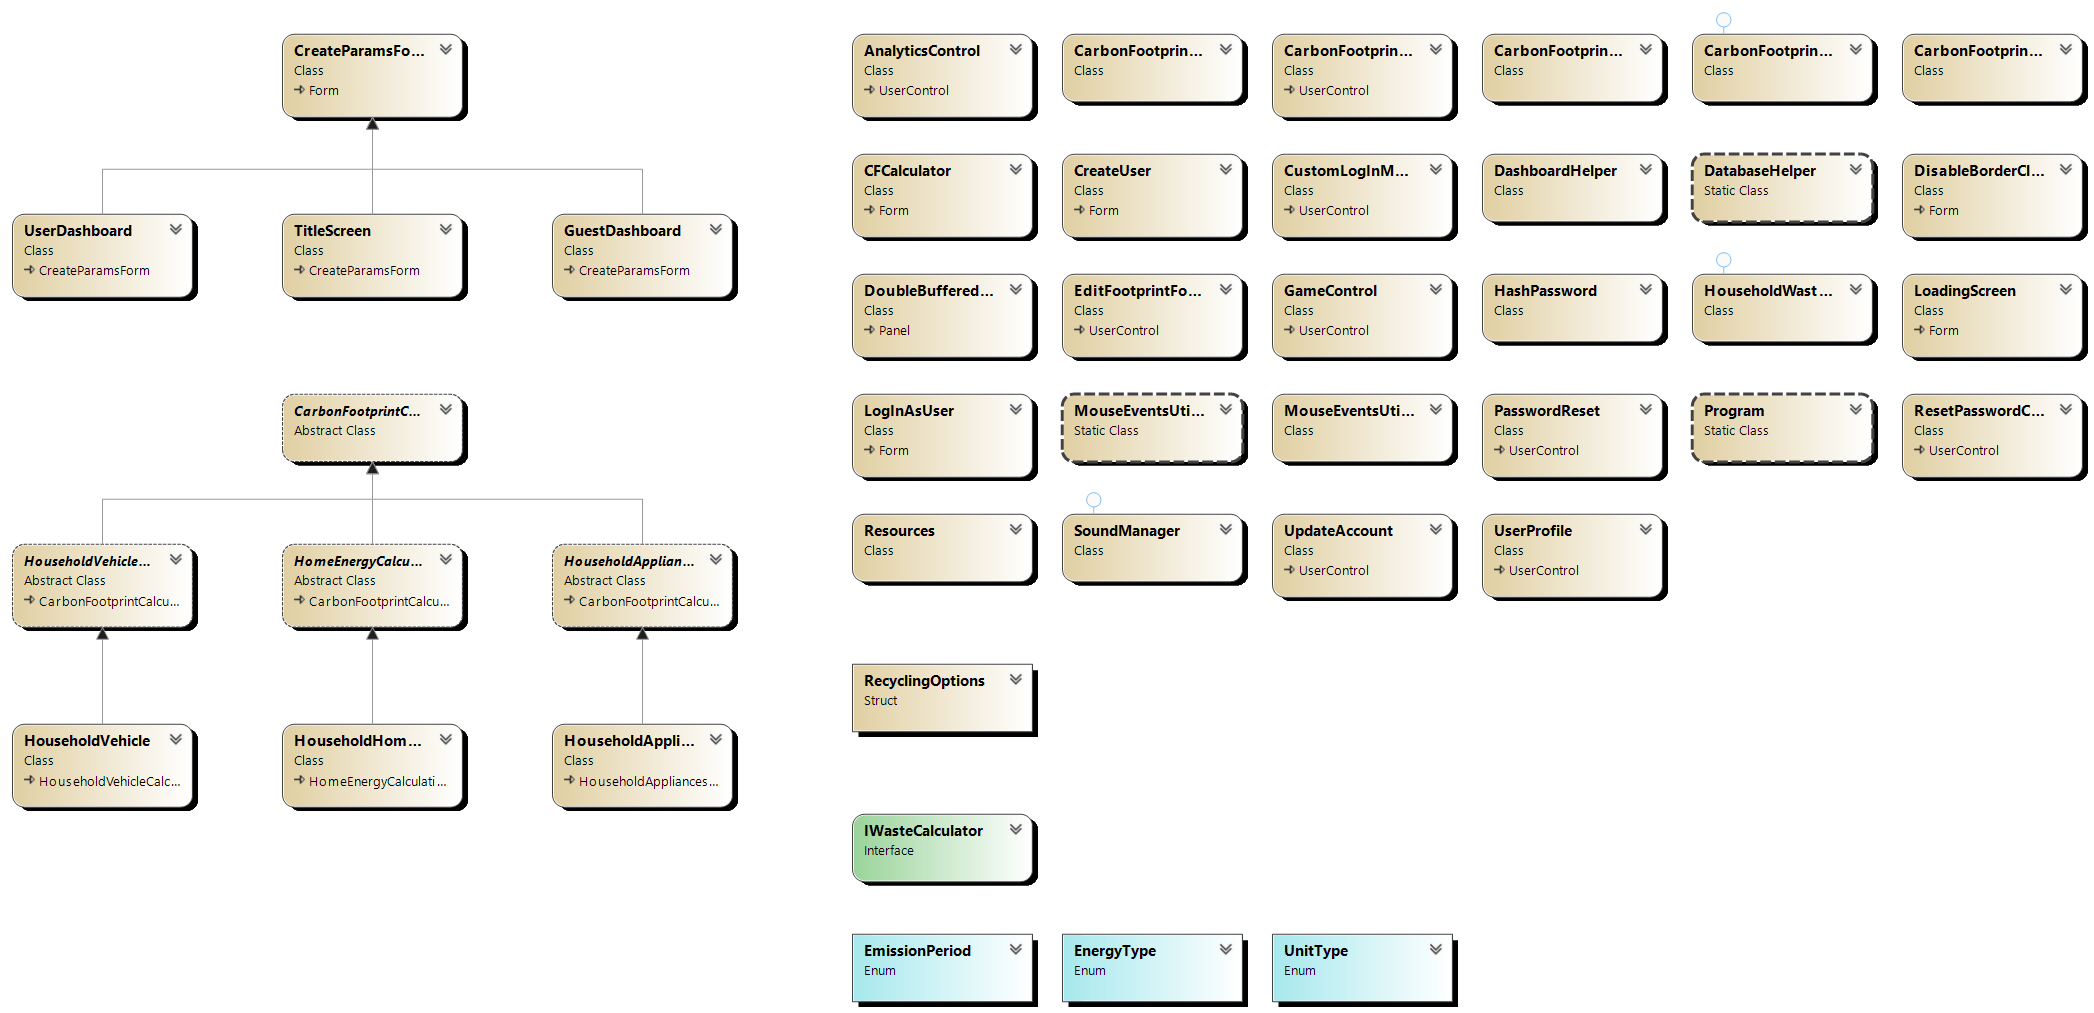 CreateParamsFo...
Class
Form
UserDashboard
Class
CreateParamsForm
TitleScreen
Class
CreateParamsForm
GuestDashboard
Class
CreateParamsForm
CarbonFootprintC...
Abstract Class
HouseholdVehicle...
Abstract Class
CarbonFootprintCalcu...
HomeEnergyCalcu...
Abstract Class
CarbonFootprintCalcu...
HouseholdApplian...
Abstract Class
CarbonFootprintCalcu...
HouseholdVehicle
Class
HouseholdVehicleCalc...
HouseholdHom...
Class
HomeEnergyCalculati...
HouseholdAppli...
Class
HouseholdAppliances...
AnalyticsControl
Class
UserControl
CarbonFootprin...
Class
CarbonFootprin...
Class
UserControl
CarbonFootprin...
Class
CarbonFootprin...
Class
CarbonFootprin...
Class
CFCalculator
Class
Form
CreateUser
Class
Form
CustomLogInM...
Class
UserControl
DashboardHelper
Class
DatabaseHelper
Static Class
DisableBorderCl...
Class
Form
DoubleBuffered...
Class
Panel
EditFootprintFo...
Class
UserControl
GameControl
Class
UserControl
HashPassword
Class
HouseholdWast...
Class
LoadingScreen
Class
Form
LogInAsUser
Class
Form
MouseEventsUti...
Static Class
MouseEventsUti...
Class
PasswordReset
Class
UserControl
Program
Static Class
ResetPasswordC...
Class
UserControl
Resources
Class
SoundManager
Class
UpdateAccount
Class
UserControl
UserProfile
Class
UserControl
RecyclingOptions
Struct
IWasteCalculator
Interface
EmissionPeriod
Enum
EnergyType
Enum
UnitType
Enum